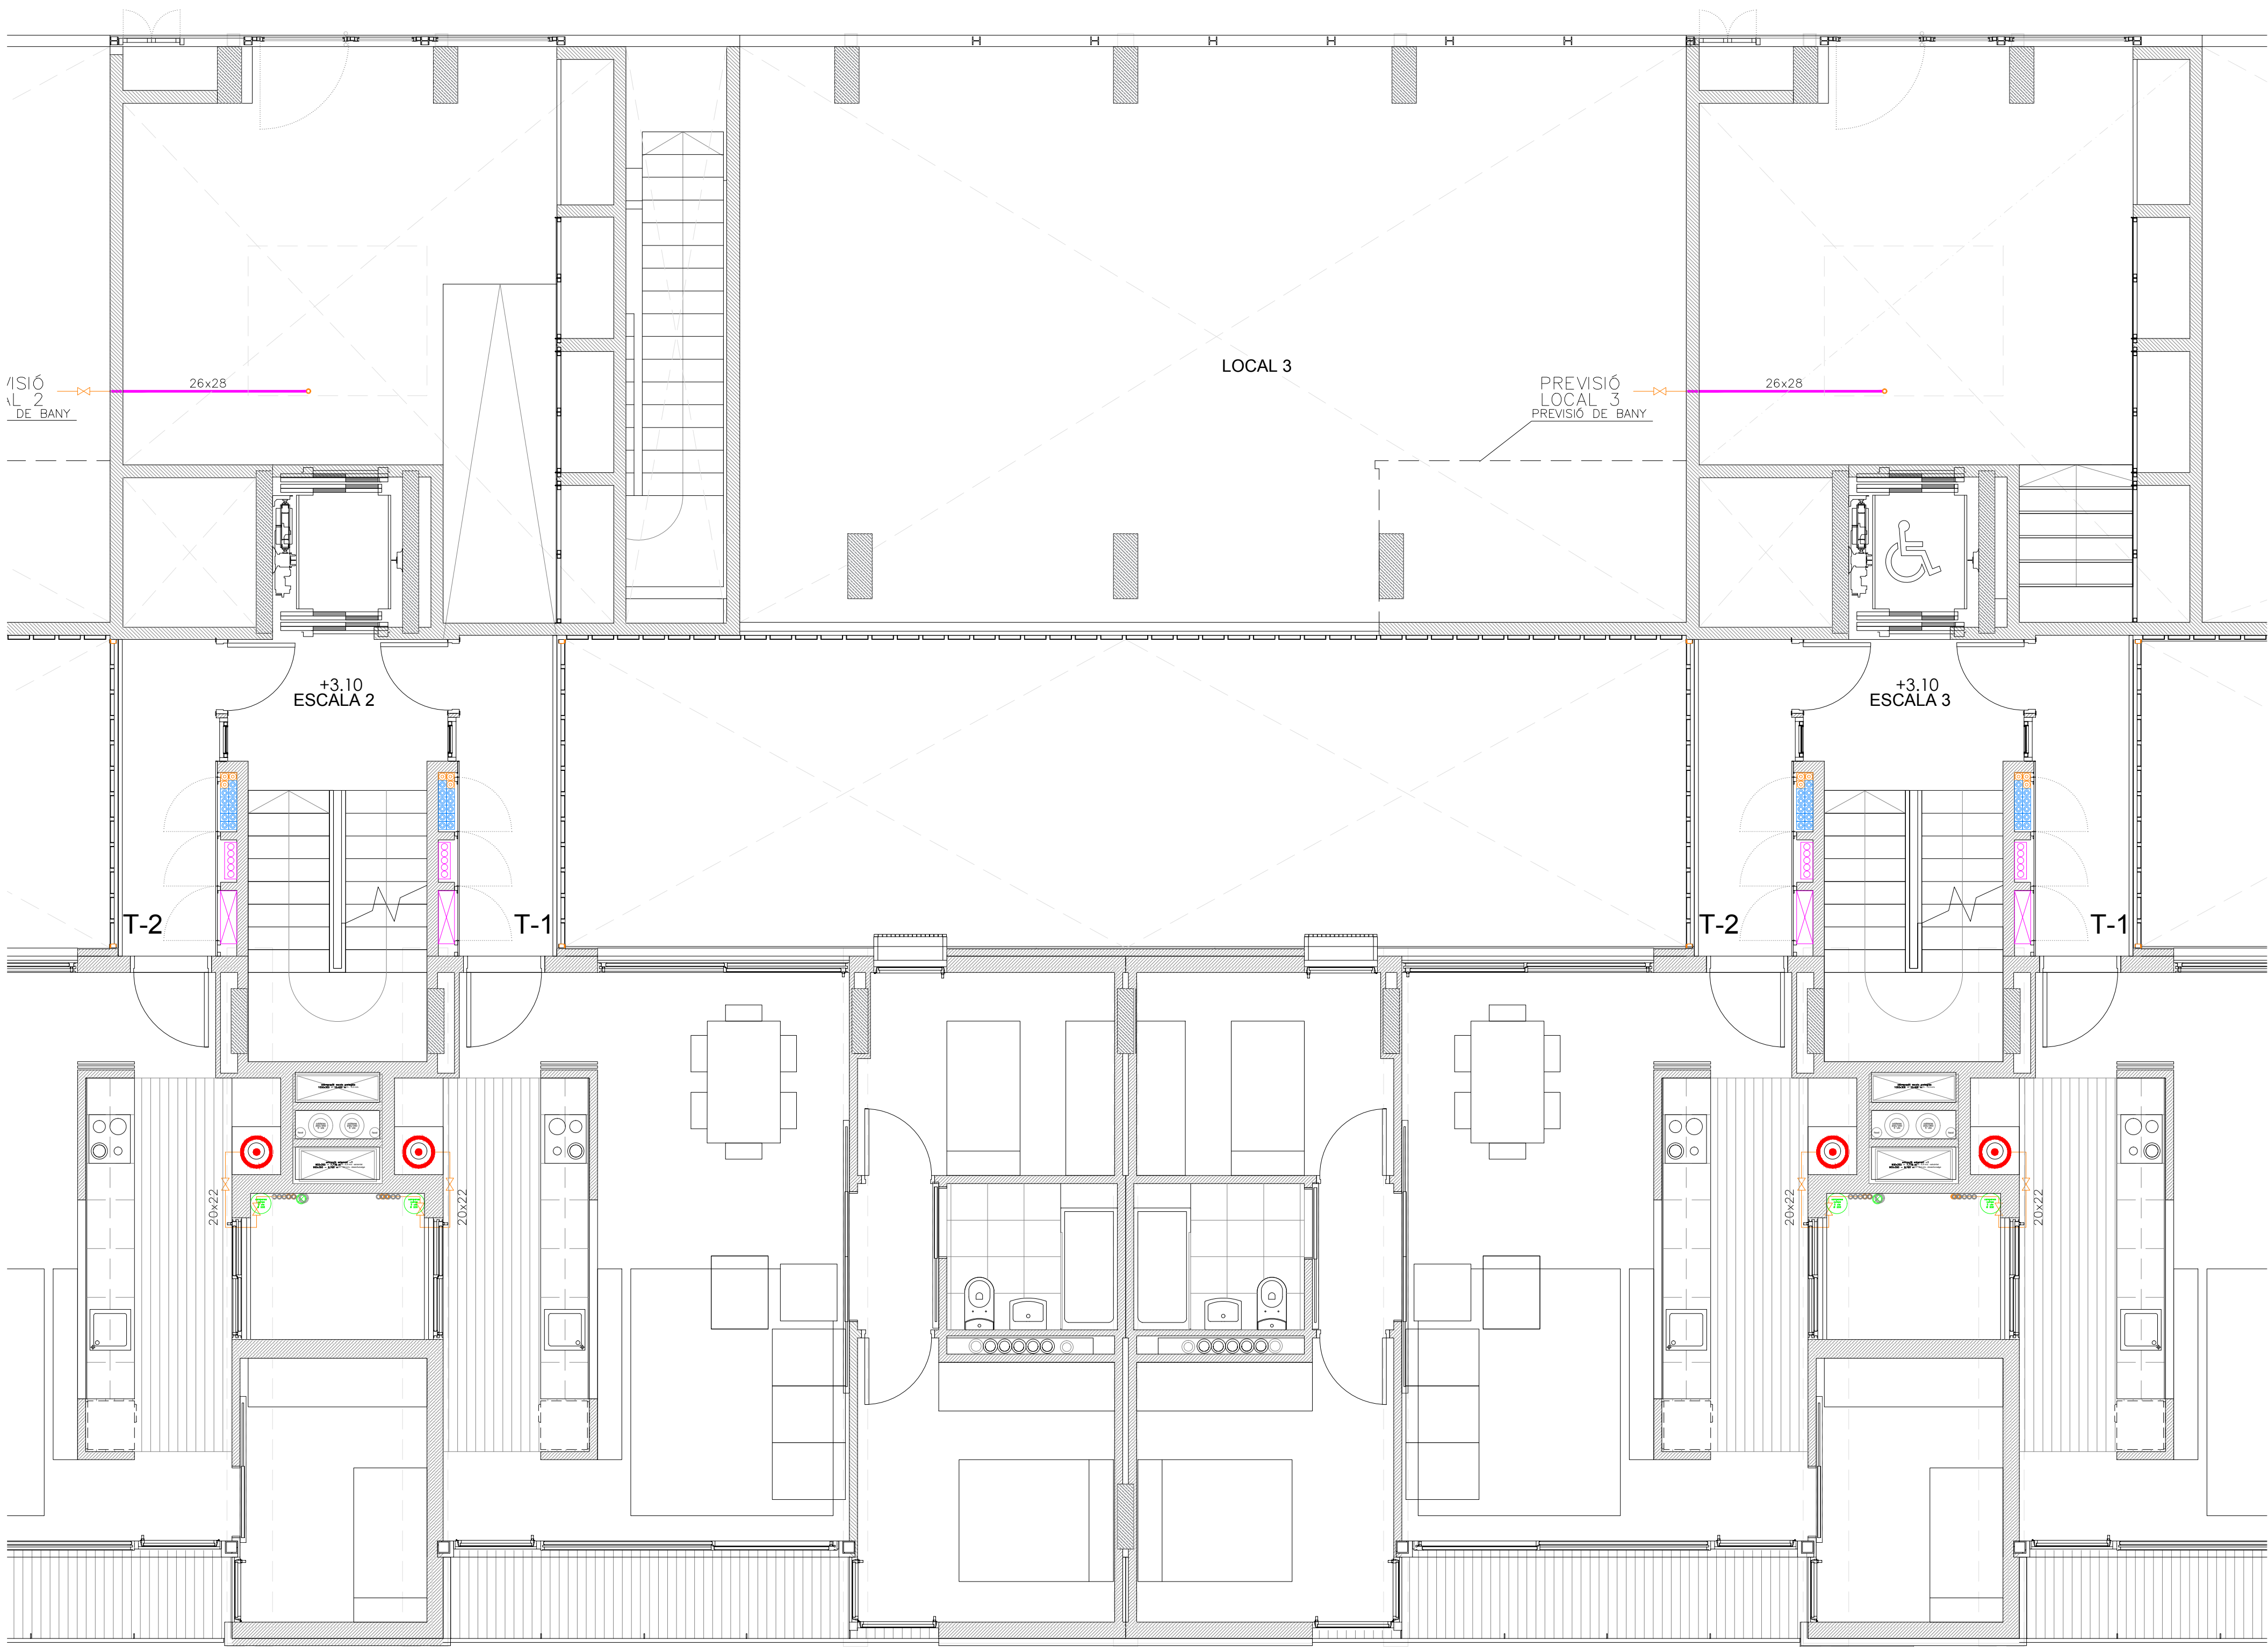 LOCAL 3
VISIÓ
AL 2
DE BANY
26x28
PREVISIÓ
LOCAL 3
PREVISIÓ DE BANY
26x28
+3.10
ESCALA 2
+3.10
ESCALA 3
T-2
T-1
T-2
T-1
20x22
20x22
20x22
20x22